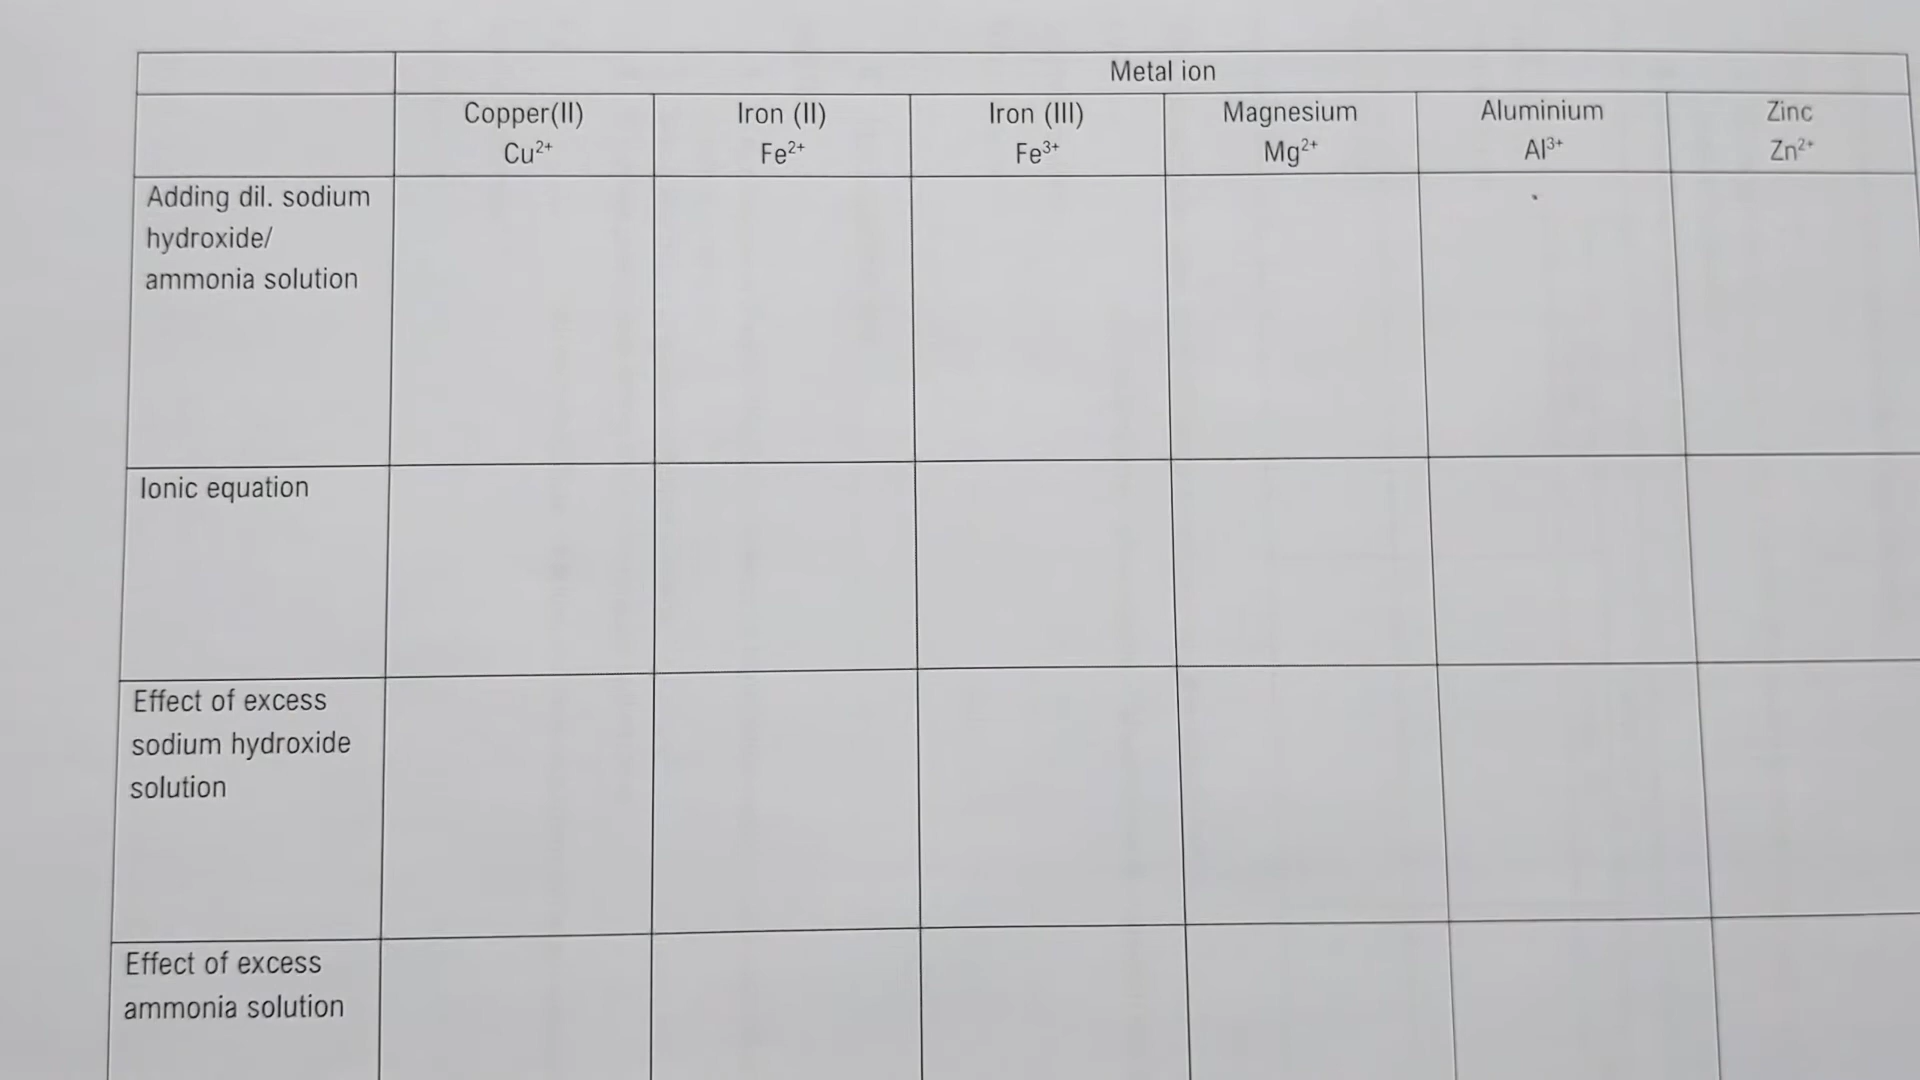 Metal ion
Copper(II) Iron (II) Iron (III) Magnesium Aluminium Zinc
Cu²⁺ Fe²⁺ Fe³⁺ Mg²⁺ Al³⁺ Zn²⁺
Adding dil. sodium
hydroxide/
ammonia solution
Ionic equation
Effect of excess
sodium hydroxide
solution
Effect of excess
ammonia solution